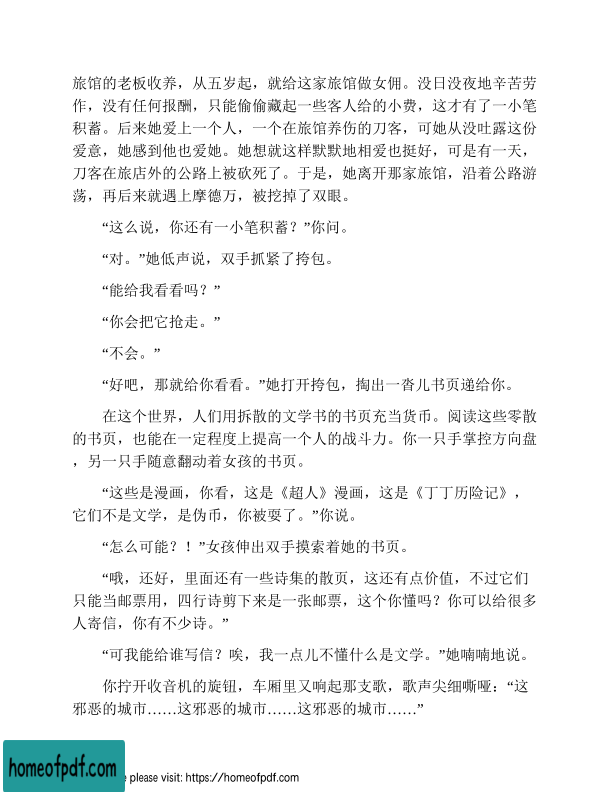 旅馆的老板收养，从五岁起，就给这家旅馆做女佣。没日没夜地辛苦劳
作，没有任何报酬，只能偷偷藏起一些客人给的小费，这才有了一小笔
积蓄。后来她爱上一个人，一个在旅馆养伤的刀客，可她从没吐露这份
爱意，她感到他也爱她。她想就这样默默地相爱也挺好，可是有一天，
刀客在旅店外的公路上被砍死了。于是，她离开那家旅馆，沿着公路游
荡，再后来就遇上摩德万，被挖掉了双眼。
“这么说，你还有一小笔积蓄？”你问。
“对。”她低声说，双手抓紧了挎包。
“能给我看看吗？”
“你会把它抢走。”
“不会。”
“好吧，那就给你看看。”她打开挎包，掏出一沓儿书页递给你。
在这个世界，人们用拆散的文学书的书页充当货币。阅读这些零散
的书页，也能在一定程度上提高一个人的战斗力。你一只手掌控方向盘
，另一只手随意翻动着女孩的书页。
“这些是漫画，你看，这是《超人》漫画，这是《丁丁历险记》，
它们不是文学，是伪币，你被耍了。”你说。
“怎么可能？！”女孩伸出双手摸索着她的书页。
“哦，还好，里面还有一些诗集的散页，这还有点价值，不过它们
只能当邮票用，四行诗剪下来是一张邮票，这个你懂吗？你可以给很多
人寄信，你有不少诗。”
“可我能给谁写信？唉，我一点儿不懂什么是文学。”她喃喃地说。
你拧开收音机的旋钮，车厢里又响起那支歌，歌声尖细嘶哑：“这
邪恶的城市……这邪恶的城市……这邪恶的城市……”
homeofpdf.com
e please visit: https://homeofpdf.com